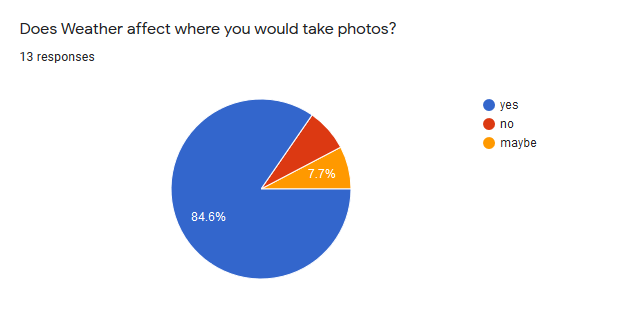 Does Weather affect where you would take photos?
13 responses
yes
no
maybe
7.7%
84.6%